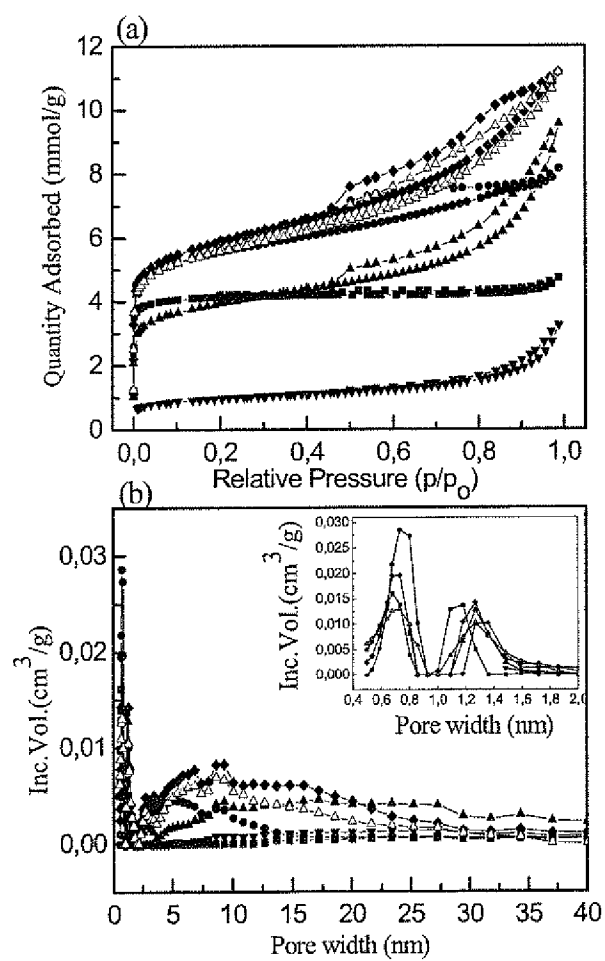 (a)
12
10
8
6
4
2
0
Quantity Adsorbed (mmol/g)
0,0 0,2 0,4 0,6 0,8 1,0
Relative Pressure (p/po)
(b)
0,03
0,02
0,01
0,00
Inc.Vol.(cm3/g)
0,030
0,025
0,020
0,015
0,010
0,005
0,000
Inc.Vol.(cm3/g)
0,4 0,6 0,8 1,0 1,2 1,4 1,6 1,8 2,0
Pore width (nm)
0 5 10 15 20 25 30 35 40
Pore width (nm)